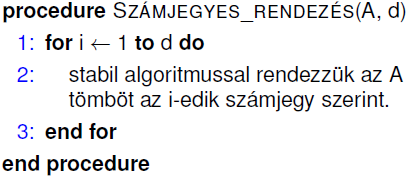 procedure SZÁMJEGYES_RENDEZÉS(A, d)
1: for i ← 1 to d do
2: stabil algoritmussal rendezzük az A
tömböt az i-edik számjegy szerint.
3: end for
end procedure